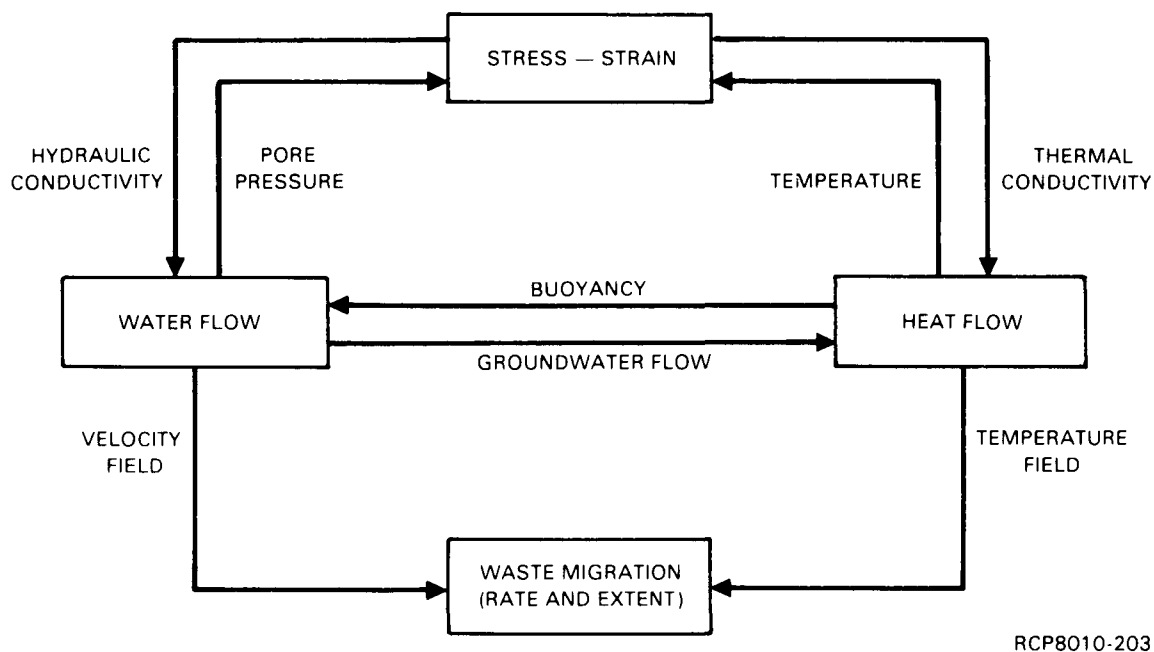 STRESS — STRAIN
HYDRAULIC
CONDUCTIVITY
PORE
PRESSURE
TEMPERATURE
THERMAL
CONDUCTIVITY
BUOYANCY
WATER FLOW
HEAT FLOW
GROUNDWATER FLOW
VELOCITY
FIELD
TEMPERATURE
FIELD
WASTE MIGRATION
(RATE AND EXTENT)
RCP8010-203